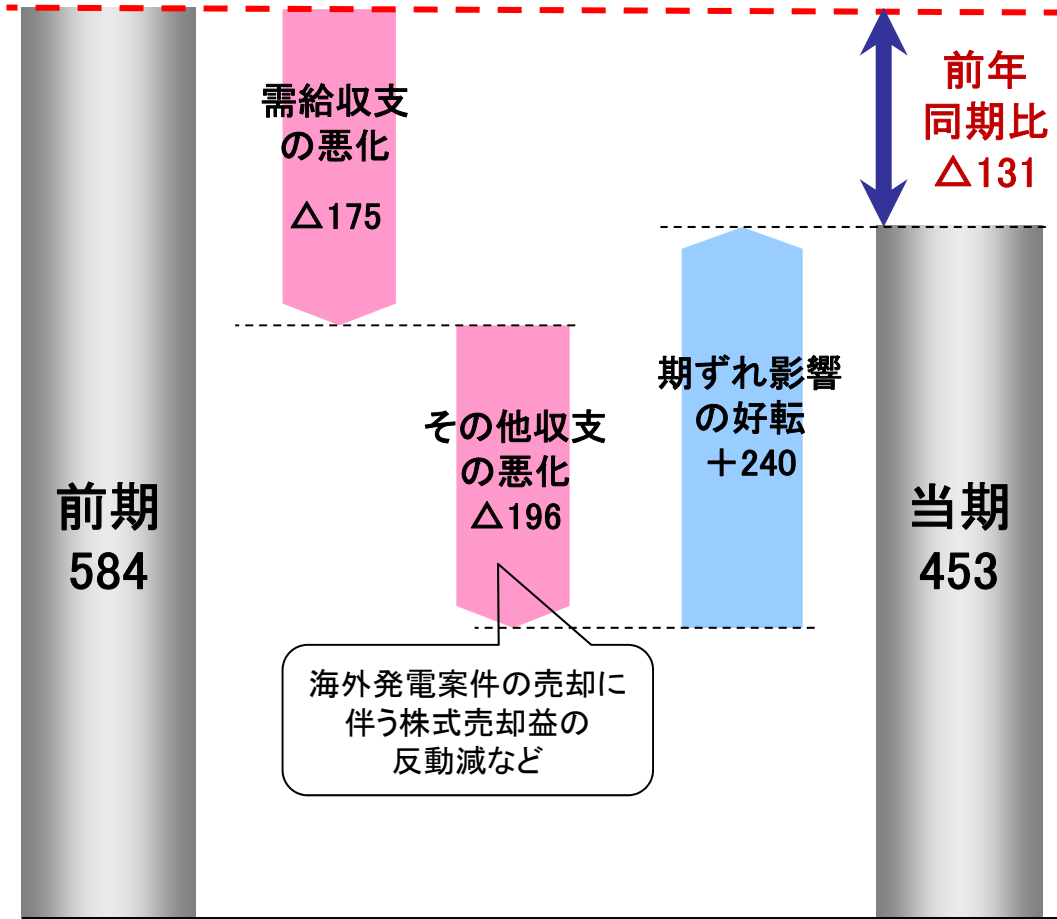 前期
584
需給収支
の悪化
△175
その他収支
の悪化
△196
海外発電案件の売却に
伴う株式売却益の
反動減など
期ずれ影響
の好転
＋240
前年
同期比
△131
当期
453